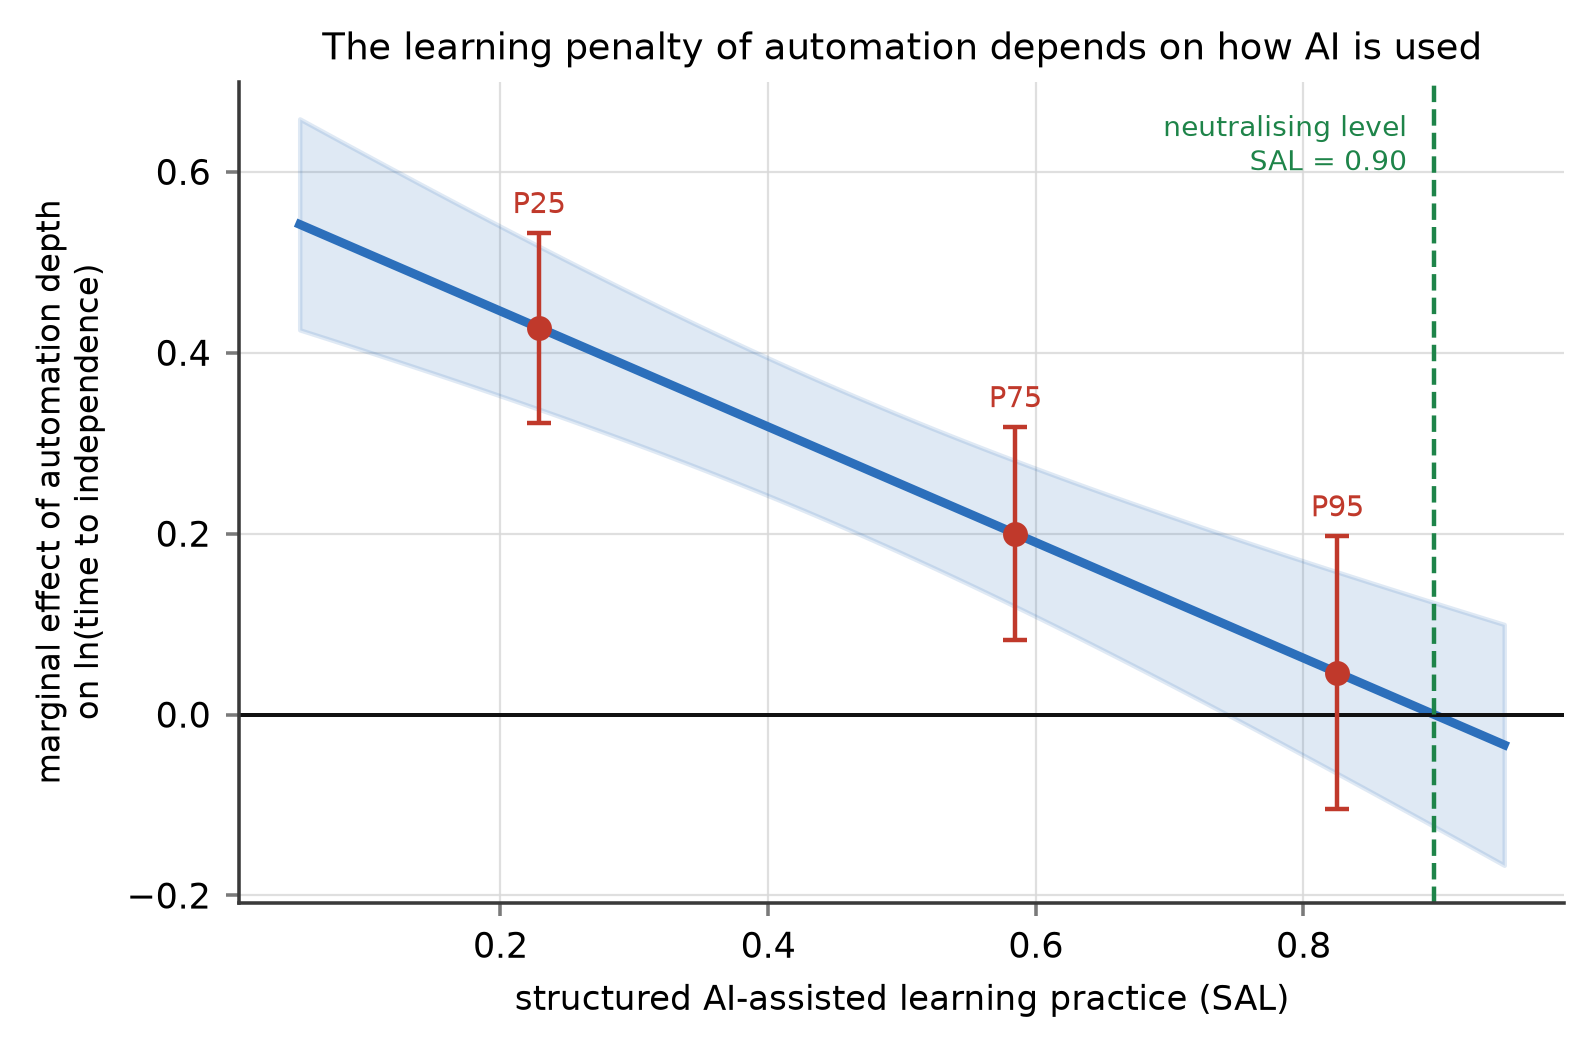 The learning penalty of automation depends on how AI is used
neutralising level
SAL = 0.90
P25
P75
P95
marginal effect of automation depth
on ln(time to independence)
0.6
0.4
0.2
0.0
−0.2
0.2
0.4
0.6
0.8
structured AI-assisted learning practice (SAL)